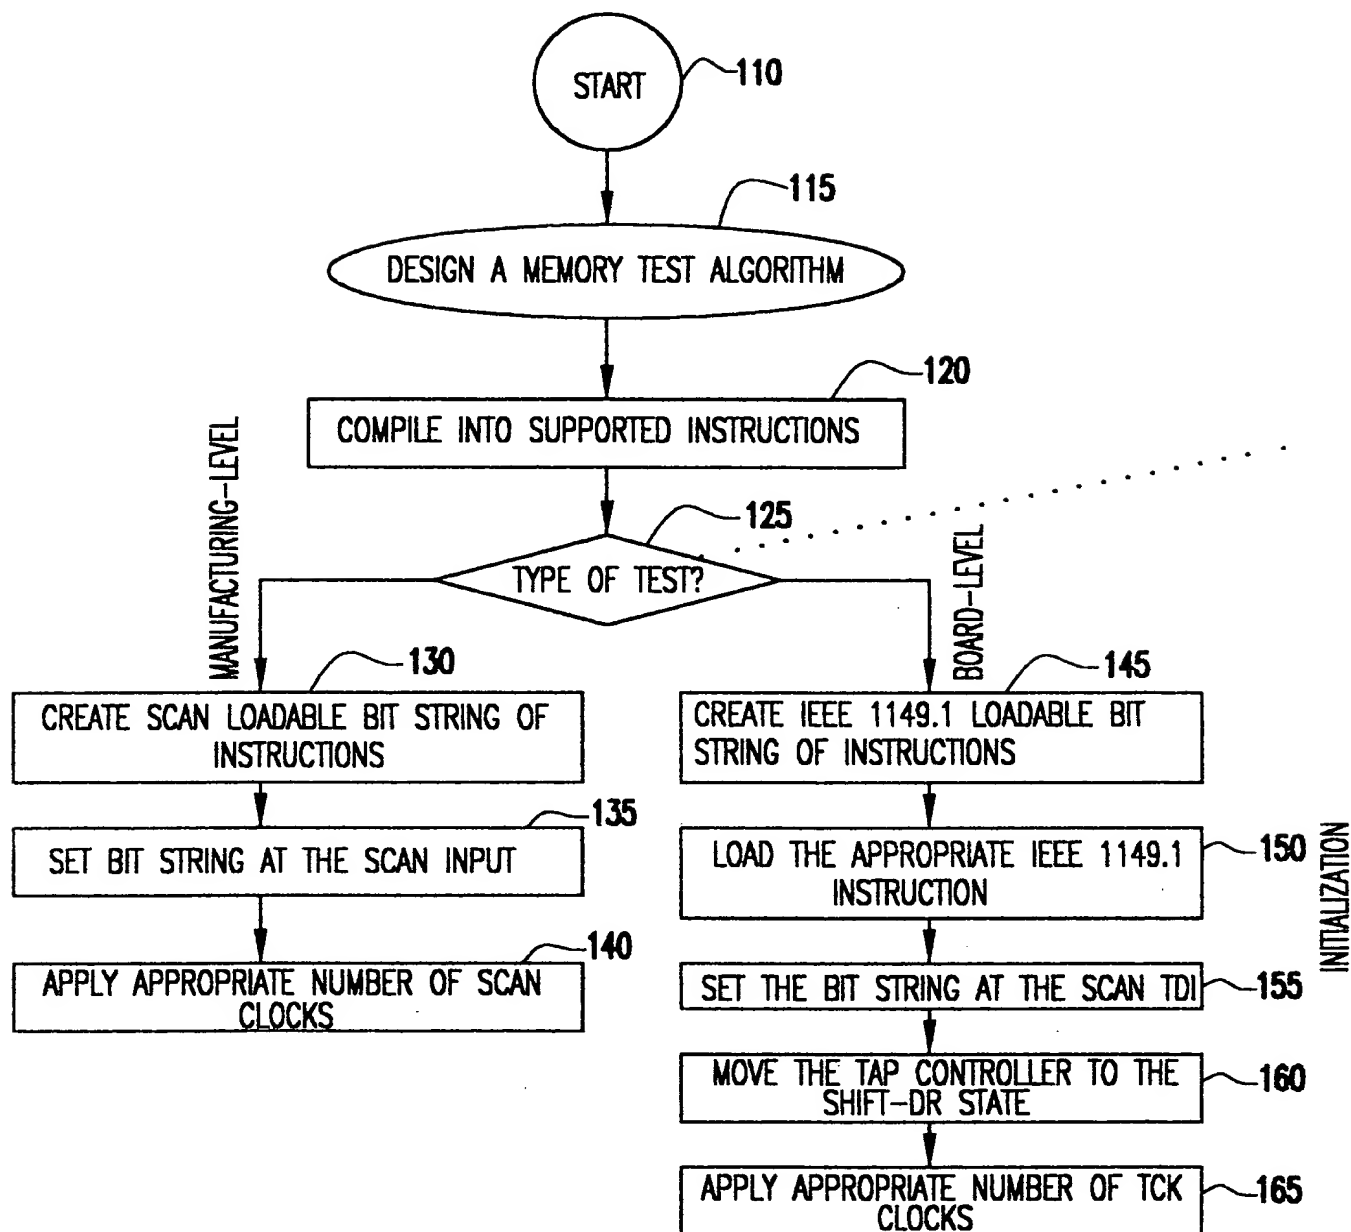 START
110
115
DESIGN A MEMORY TEST ALGORITHM
120
COMPILE INTO SUPPORTED INSTRUCTIONS
125
TYPE OF TEST?
MANUFACTURING-LEVEL
BOARD-LEVEL
130
CREATE SCAN LOADABLE BIT STRING OF
INSTRUCTIONS
135
SET BIT STRING AT THE SCAN INPUT
140
APPLY APPROPRIATE NUMBER OF SCAN
CLOCKS
145
CREATE IEEE 1149.1 LOADABLE BIT
STRING OF INSTRUCTIONS
LOAD THE APPROPRIATE IEEE 1149.1
INSTRUCTION
150
SET THE BIT STRING AT THE SCAN TDI
155
MOVE THE TAP CONTROLLER TO THE
SHIFT-DR STATE
160
APPLY APPROPRIATE NUMBER OF TCK
CLOCKS
165
INITIALIZATION